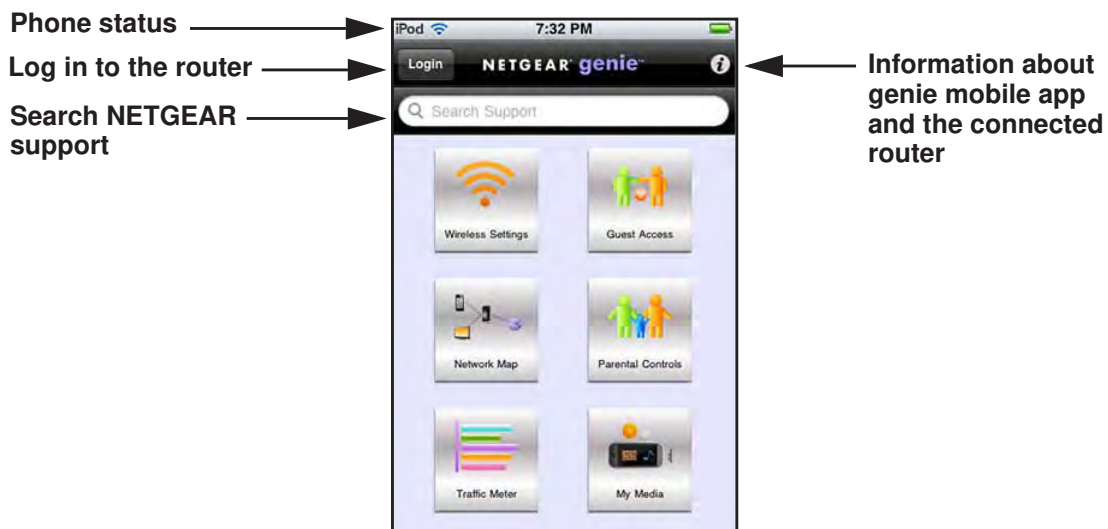 Phone status
Log in to the router
Search NETGEAR
support
iPod
7:32 PM
Login
NETGEAR® genie™
Search Support
Information about
genie mobile app
and the connected
router
Wireless Settings
Guest Access
Network Map
Parental Controls
Traffic Meter
My Media